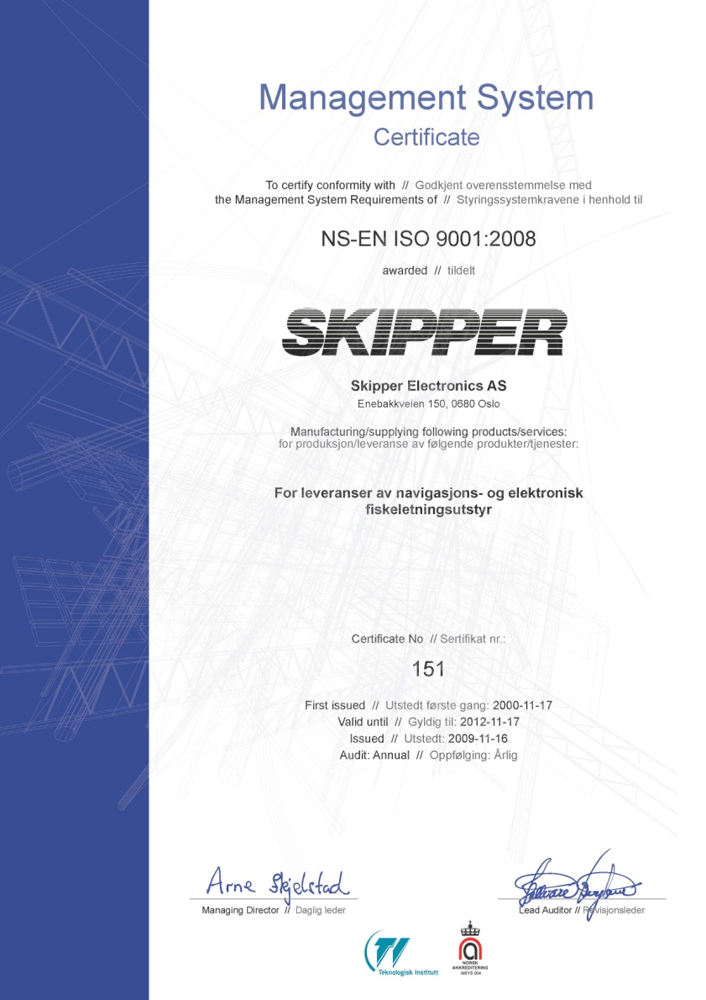 Management System
Certificate
To certify conformity with // Godkjent overensstemmelse med
the Management System Requirements of // Styringssystemkravene i henhold til
NS-EN ISO 9001:2008
awarded // tildelt
SKIPPER
Skipper Electronics AS
Enebakkveien 150, 0680 Oslo
Manufacturing/supplying following products/services:
for produksjon/leveranse av følgende produkter/tjenester:
For leveranser av navigasjons- og elektronisk
fiskeletningsutstyr
Certificate No // Sertifikat nr.:
151
First issued // Utstedt første gang: 2000-11-17
Valid until // Gyldig til: 2012-11-17
Issued // Utstedt: 2009-11-16
Audit: Annual // Oppfølging: Årlig
Arne Skjelstad
Managing Director // Daglig leder
Lead Auditor // Revisjonsleder
TI
Teknologisk Institutt
a
NORSK
AKKREDITERING
MSYS 004